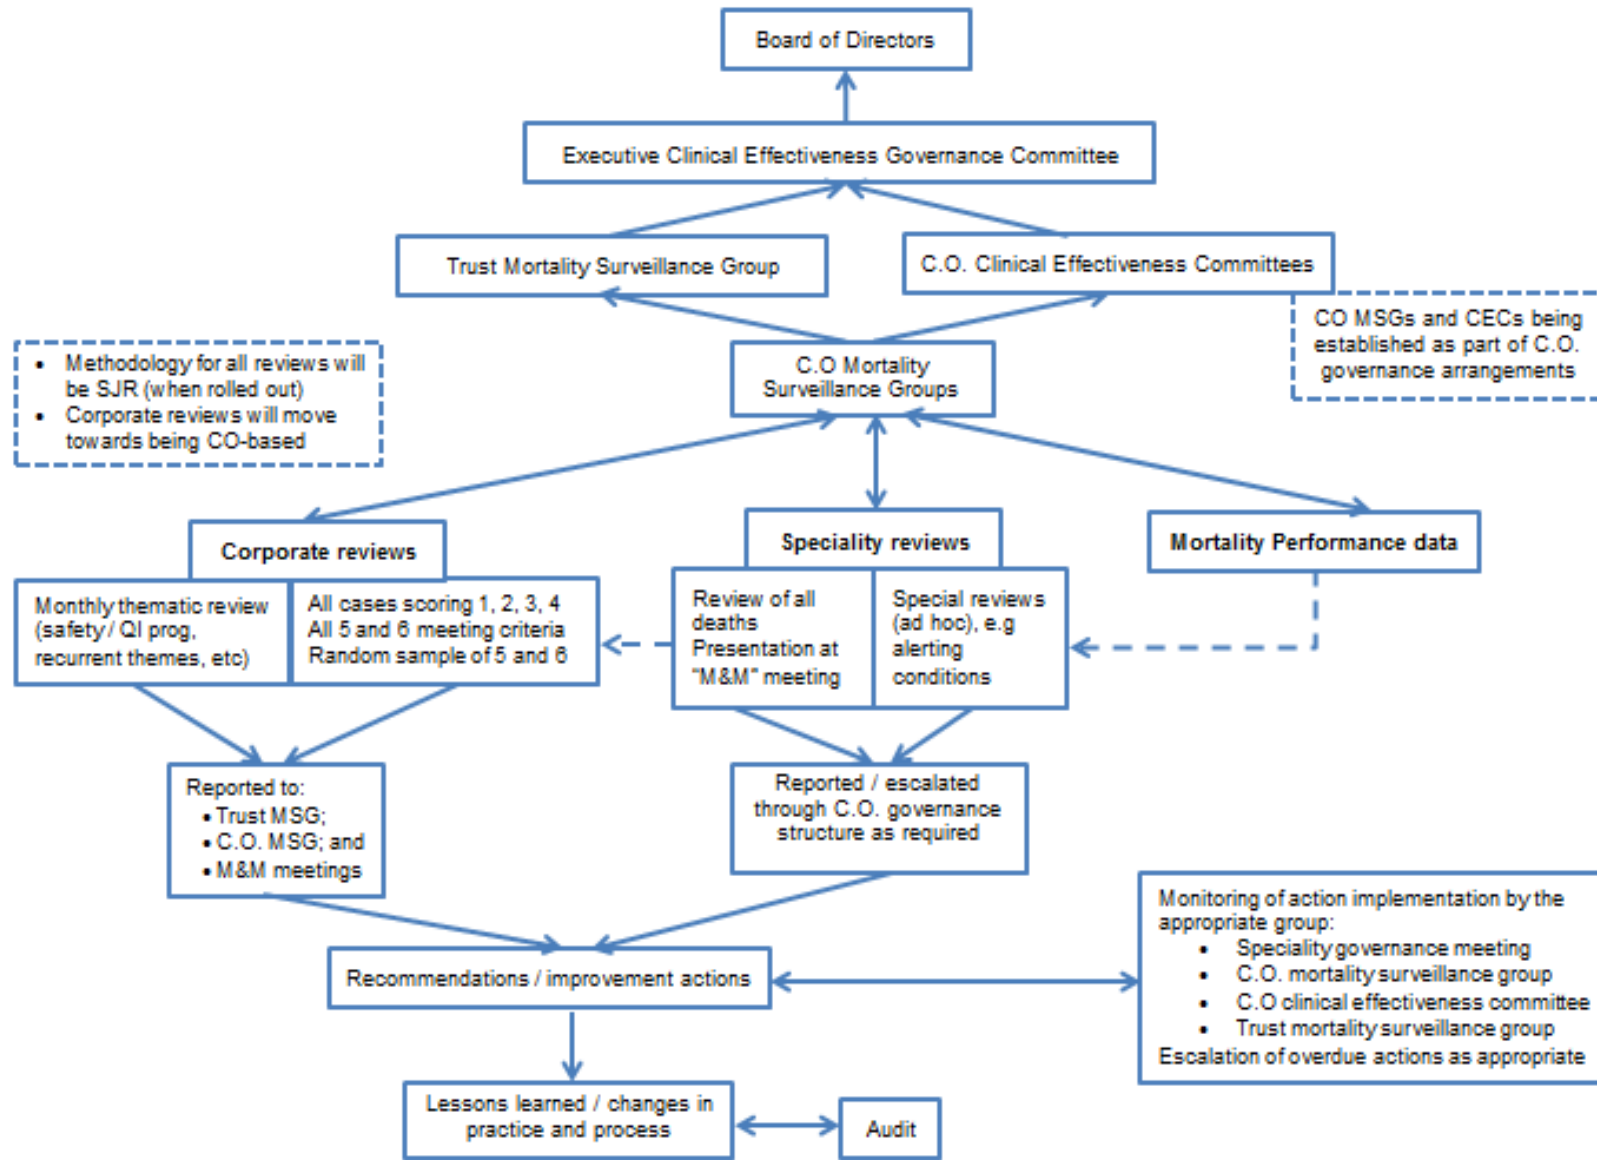 Board of Directors
Executive Clinical Effectiveness Governance Committee
Trust Mortality Surveillance Group
C.O. Clinical Effectiveness Committees
CO MSGs and CECs being
established as part of C.O.
governance arrangements
• Methodology for all reviews will
be SJR (when rolled out)
• Corporate reviews will move
towards being CO-based
C.O Mortality
Surveillance Groups
Corporate reviews
Monthly thematic review
(safety / QI prog,
recurrent themes, etc)
All cases scoring 1, 2, 3, 4
All 5 and 6 meeting criteria
Random sample of 5 and 6
Speciality reviews
Review of all
deaths
Presentation at
"M&M" meeting
Special reviews
(ad hoc), e.g
alerting
conditions
Mortality Performance data
Reported to:
• Trust MSG;
• C.O. MSG; and
• M&M meetings
Reported / escalated
through C.O. governance
structure as required
Recommendations / improvement actions
Monitoring of action implementation by the
appropriate group:
• Speciality governance meeting
• C.O. mortality surveillance group
• C.O clinical effectiveness committee
• Trust mortality surveillance group
Escalation of overdue actions as appropriate
Lessons learned / changes in
practice and process
Audit